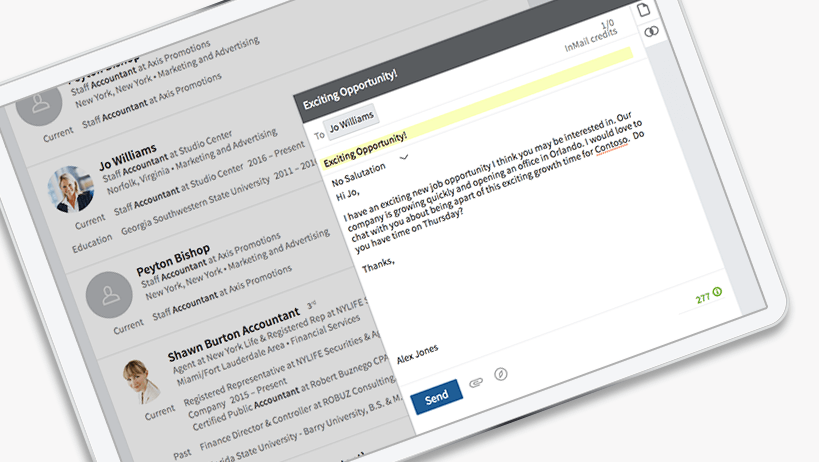 Peyton Bishop
Staff Accountant at Axis Promotions
New York, New York • Marketing and Advertising
Current Staff Accountant at Axis Promotions
Jo Williams
Staff Accountant at Studio Center
Norfolk, Virginia • Marketing and Advertising
Current Staff Accountant at Studio Center 2016 – Present
Education Georgia Southwestern State University 2011 – 201
Peyton Bishop
Staff Accountant at Axis Promotions
New York, New York • Marketing and Advertising
Current Staff Accountant at Axis Promotions
Shawn Burton Accountant 3rd
Agent at New York Life & Registered Rep at NYLIFE S
Miami/Fort Lauderdale Area • Financial Services
Current Registered Representative at NYLIFE Securities & Ag
Company 2015 – Present
Certified Public Accountant at Robert Buznego CPA
Past Finance Director & Controller at ROBUZ Consulting,
rida State University - Barry University, B.S. & M.
Exciting Opportunity!
1/0
InMail credits
To Jo Williams
Exciting Opportunity!
No Salutation
Hi Jo,
I have an exciting new job opportunity I think you may be interested in. Our
company is growing quickly and opening an office in Orlando. I would love to
chat with you about being apart of this exciting growth time for Contoso. Do
you have time on Thursday?
Thanks,
Alex Jones
277
Send